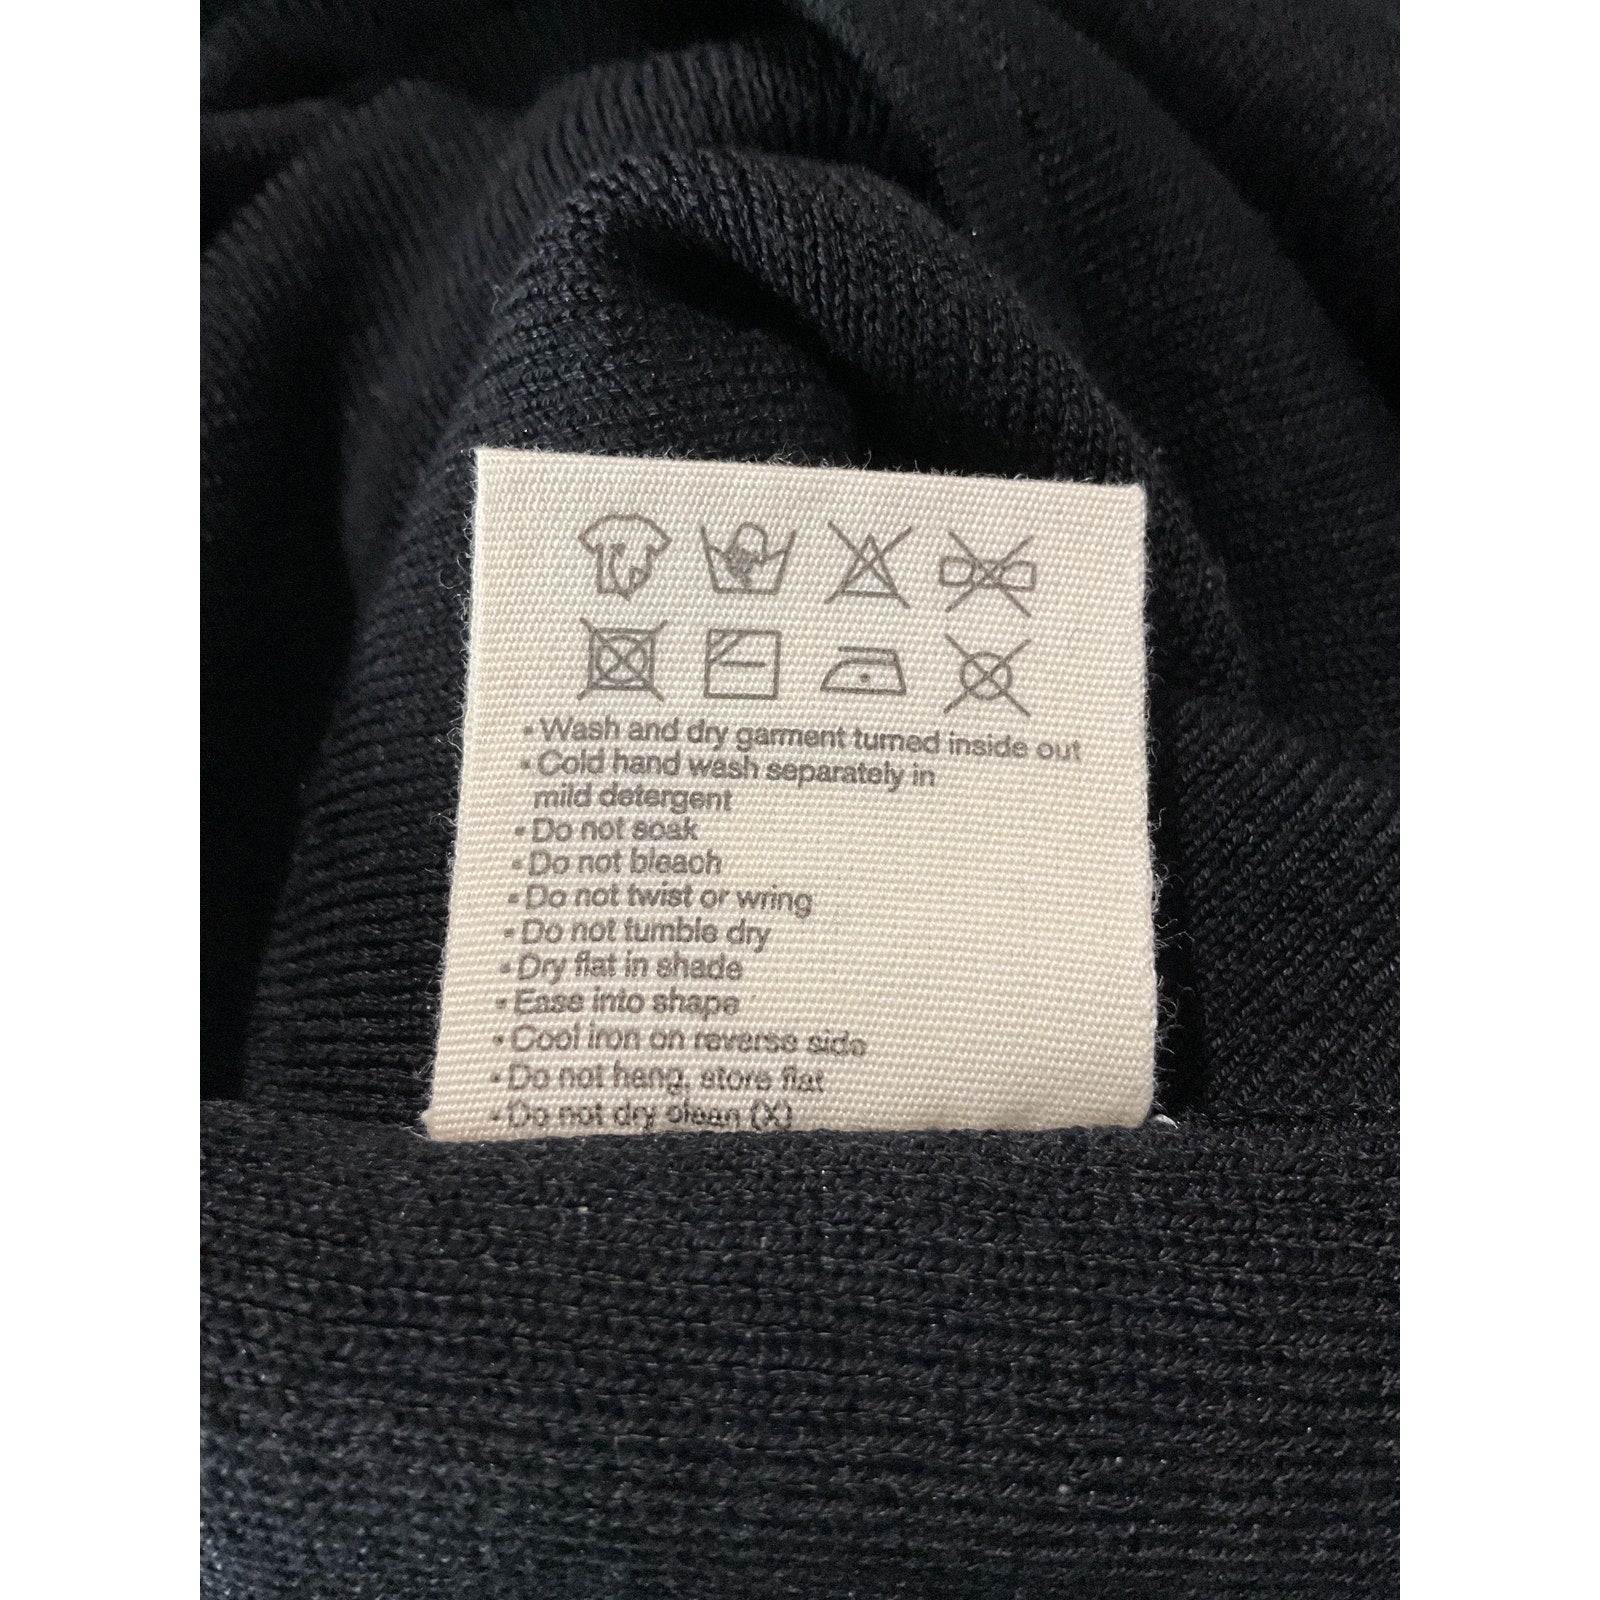 • Wash and dry garment turned inside out
• Cold hand wash separately in
mild detergent
• Do not soak
• Do not bleach
• Do not twist or wring
• Do not tumble dry
• Dry flat in shade
• Ease into shape
• Cool iron on reverse side
• Do not hang, store flat
• Do not dry clean (X)